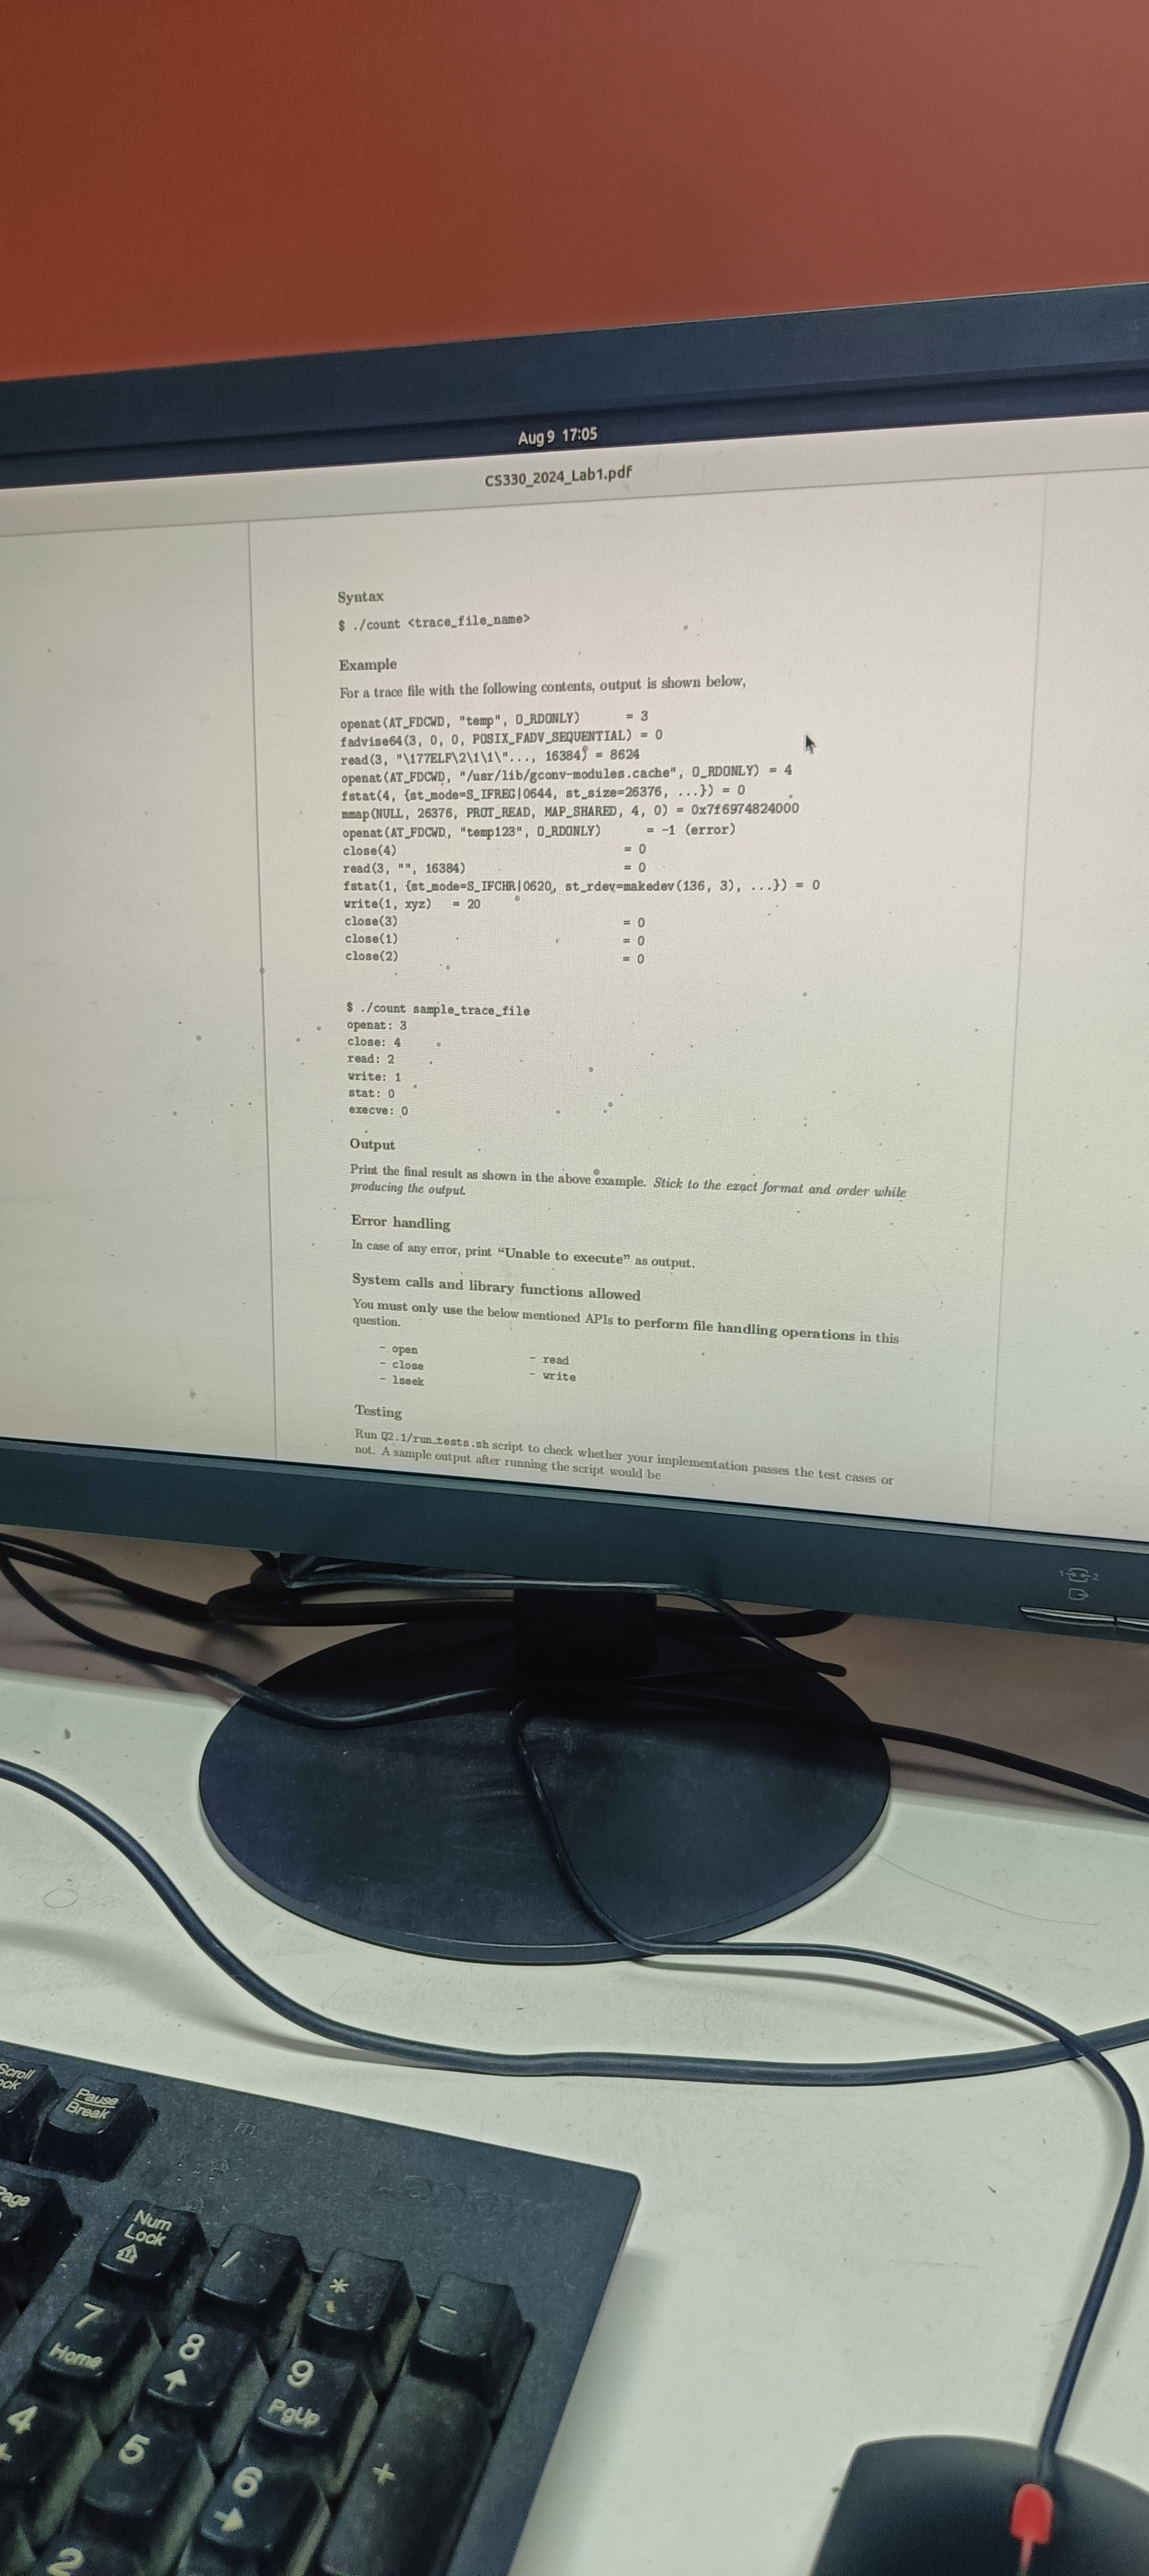 Aug 9 17:05
CS330_2024_Lab1.pdf
Syntax
$ ./count <trace_file_name>
Example
For a trace file with the following contents, output is shown below,
openat(AT_FDCWD, "temp", O_RDONLY) = 3
fadvise64(3, 0, 0, POSIX_FADV_SEQUENTIAL) = 0
read(3, "\177ELF\2\1\1\"..., 16384) = 8624
openat(AT_FDCWD, "/usr/lib/gconv-modules.cache", O_RDONLY) = 4
fstat(4, {st_mode=S_IFREG|0644, st_size=26376, ...}) = 0
mmap(NULL, 26376, PROT_READ, MAP_SHARED, 4, 0) = 0x7f6974824000
openat(AT_FDCWD, "temp123", O_RDONLY) = -1 (error)
close(4) = 0
read(3, "", 16384) = 0
fstat(1, {st_mode=S_IFCHR|0620, st_rdev=makedev(136, 3), ...}) = 0
write(1, xyz) = 20
close(3) = 0
close(1) = 0
close(2) = 0
$ ./count sample_trace_file
openat: 3
close: 4
read: 2
write: 1
stat: 0
execve: 0
Output
Print the final result as shown in the above example. Stick to the exact format and order while
producing the output.
Error handling
In case of any error, print “Unable to execute” as output.
System calls and library functions allowed
You must only use the below mentioned APIs to perform file handling operations in this
question.
- open
- close
- lseek
- read
- write
Testing
Run Q2.1/run_tests.sh script to check whether your implementation passes the test cases or
not. A sample output after running the script would be
Scroll
Pause
Break
Page
Num
Lock
/
*
-
7
Home
8
9
PgUp
4
5
6
+
2